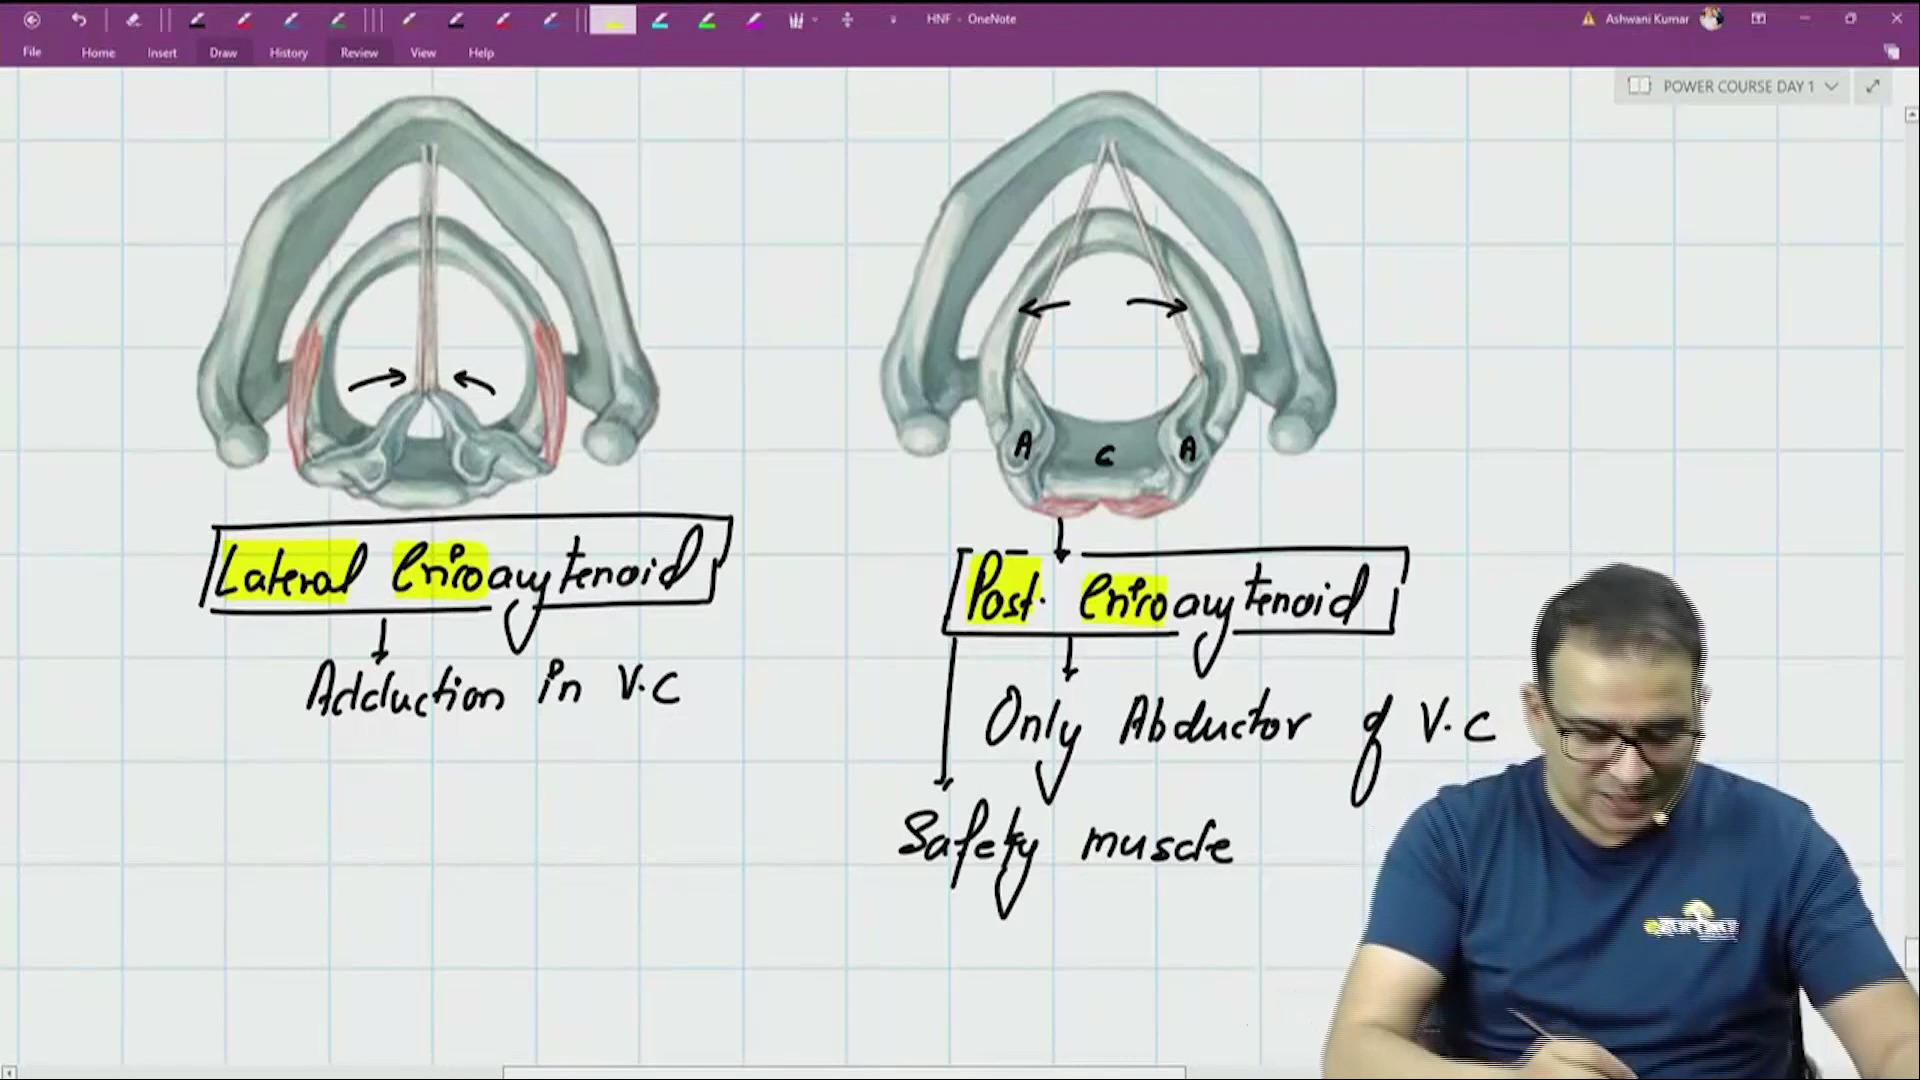 HNF - OneNote
Ashwani Kumar
File Home Insert Draw History Review View Help
POWER COURSE DAY 1
A C A
Lateral Cricoarytenoid
Adduction in V.C
Post. Cricoarytenoid
Only Abductor of V.C
Safety muscle